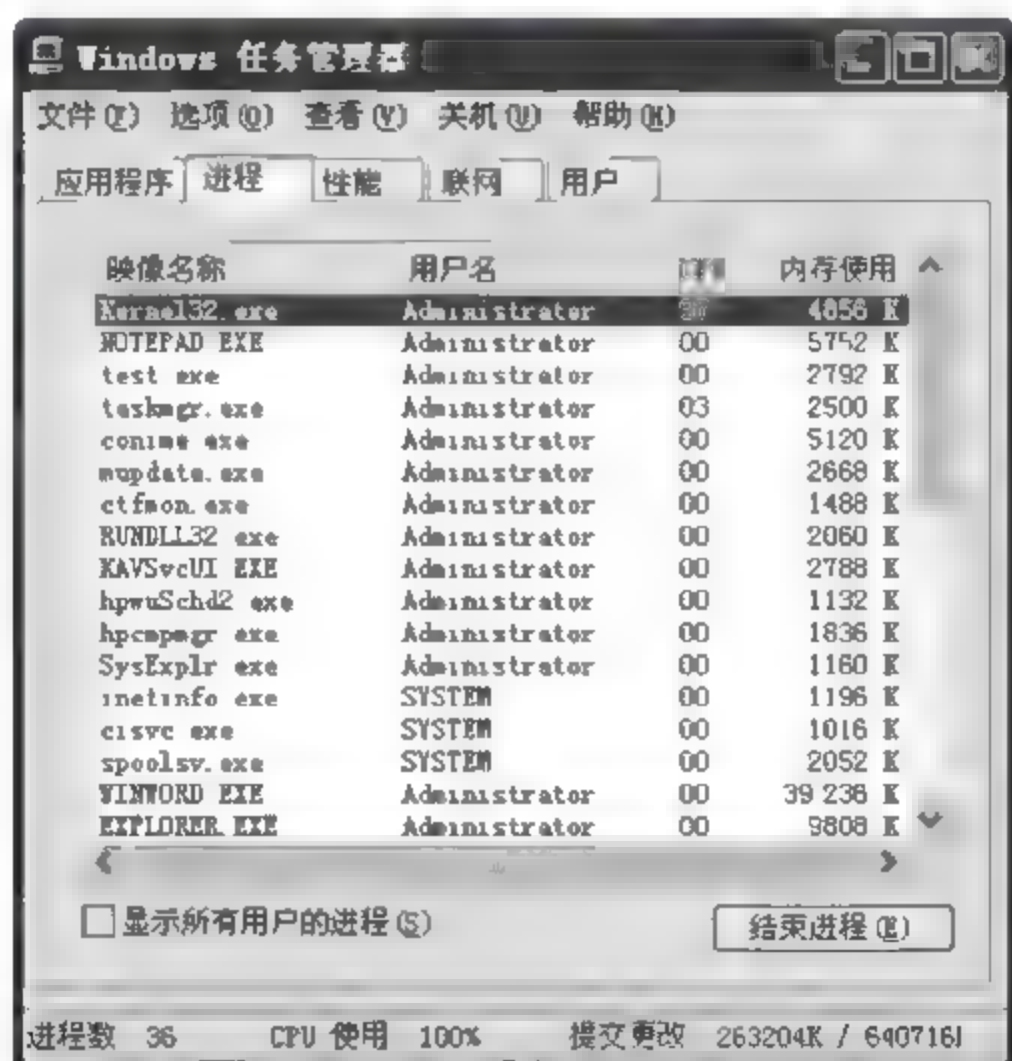 Windows 任务管理器
文件(F) 选项(O) 查看(V) 关机(U) 帮助(H)
应用程序 进程 性能 联网 用户
映像名称 用户名 内存使用
Kernel32.exe Administrator 4856 K
NOTEPAD EXE Administrator 00 5752 K
test exe Administrator 00 2792 K
taskmgr.exe Administrator 03 2500 K
conime exe Administrator 00 5120 K
mupdate.exe Administrator 00 2668 K
ctfmon.exe Administrator 00 1488 K
RUNDLL32 exe Administrator 00 2060 K
KAVSvcUI EXE Administrator 00 2788 K
hpwuSchd2 exe Administrator 00 1132 K
hpcmpmgr exe Administrator 00 1836 K
SysExplr exe Administrator 00 1160 K
inetinfo exe SYSTEM 00 1196 K
cisvc exe SYSTEM 00 1016 K
spoolsv.exe SYSTEM 00 2052 K
WINWORD EXE Administrator 00 39 236 K
EXPLORER.EXE Administrator 00 9808 K
显示所有用户的进程(S) 结束进程(E)
进程数 36 CPU 使用 100% 提交更改 263204K / 640716